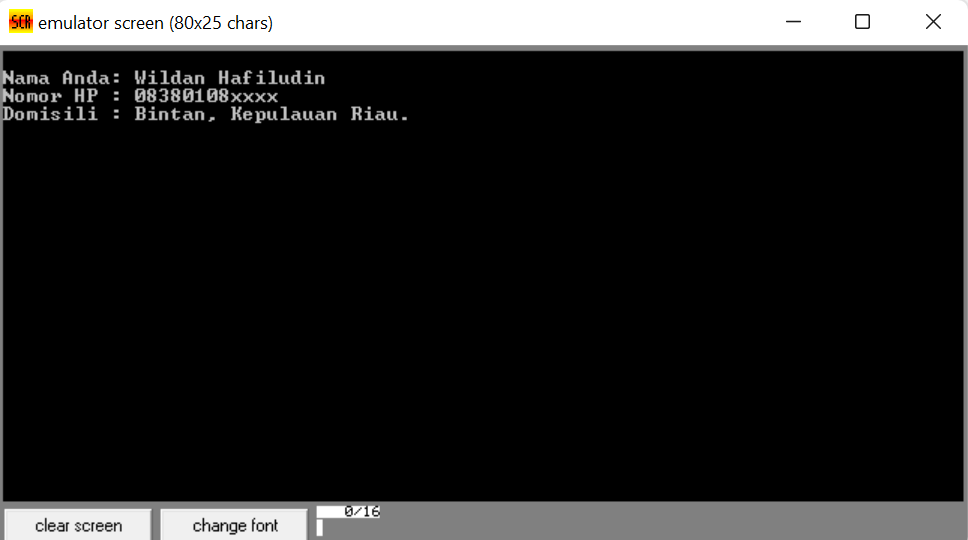 SCR emulator screen (80x25 chars)
Nama Anda: Wildan Hafiludin
Nomor HP : 08380108xxxx
Domisili : Bintan, Kepulauan Riau.
clear screen
change font
0/16